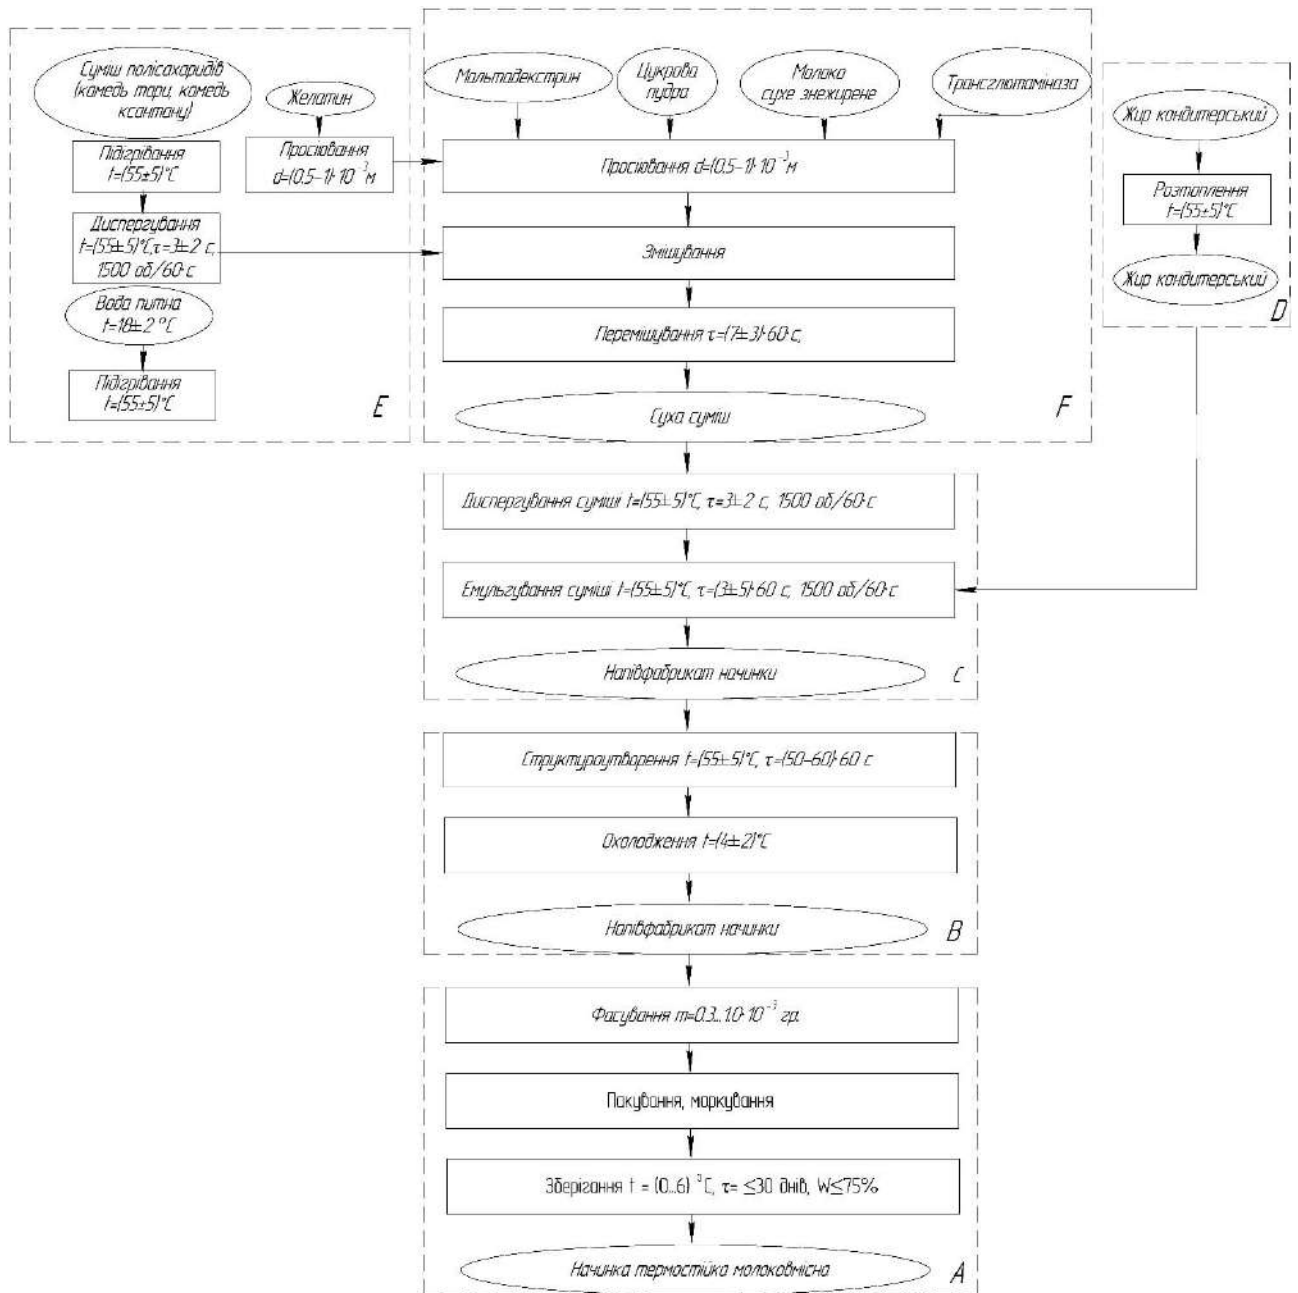 Суміш полісахаридів
(камедь тари, камедь
ксантану)
Підігрівання
t=(55±5)°C
Диспергування
t=(55±5)°C,τ=3±2 с,
1500 об/60·с
Вода питна
t=18±2 °C
Підігрівання
t=(55±5)°C
Желатин
Просіювання
d=(0.5–1)·10⁻³м
E
Мальтодекстрин
Цукрова
пудра
Молоко
сухе знежирене
Трансглютаміназа
Просіювання d=(0.5–1)·10⁻³м
Змішування
Перемішування τ=(7±3)·60·с,
Суха суміш
F
Жир кондитерський
Розтоплення
t=(55±5)°C
Жир кондитерський
D
Диспергування суміші t=(55±5)°C, τ=3±2 с, 1500 об/60·с
Емульгування суміші t=(55±5)°C, τ=(3±5)·60 с, 1500 об/60·с
Напівфабрикат начинки
C
Структуроутворення t=(55±5)°C, τ=(50–60)·60 с
Охолодження t=(4±2)°C
Напівфабрикат начинки
B
Фасування m=0.3...1.0·10⁻³ гр.
Пакування, маркування
Зберігання t = (0...6) °C, τ= ≤30 днів, W≤75%
Начинка термостійка молоковмісна
A